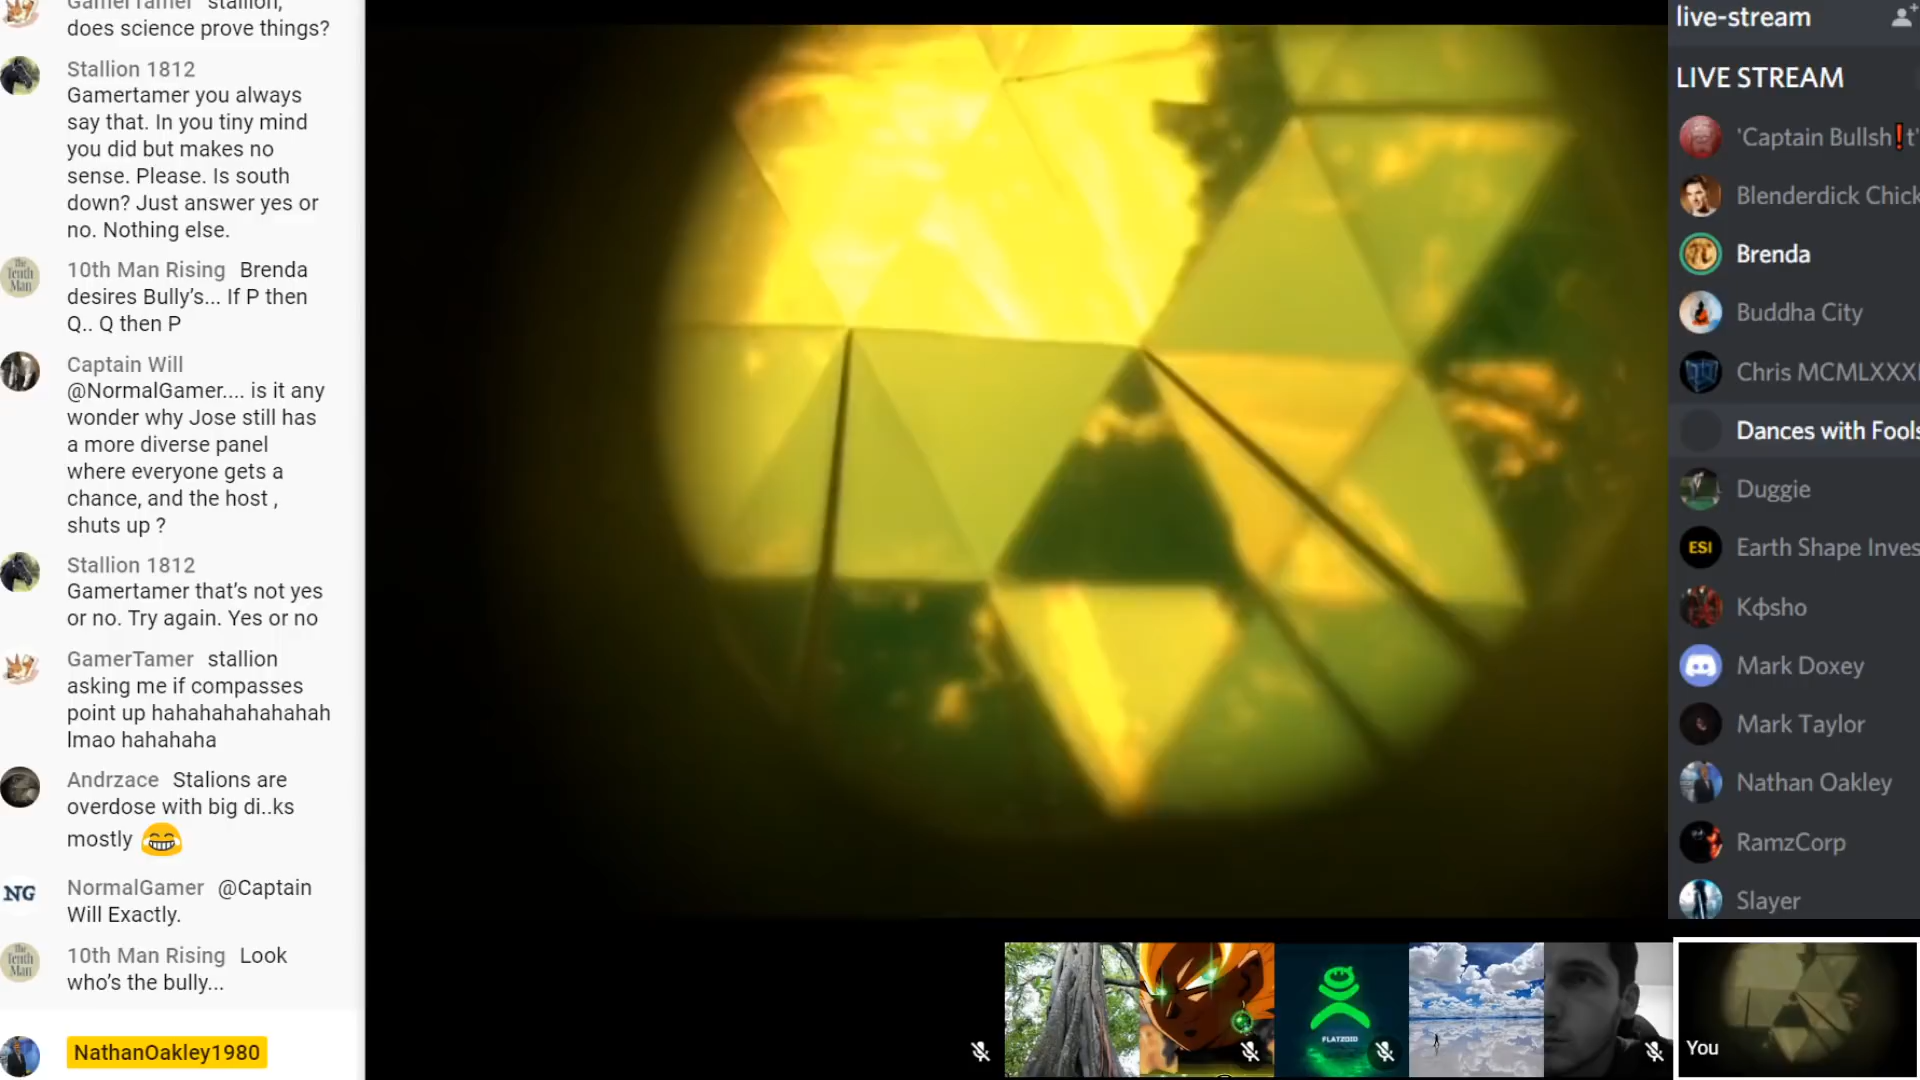 GamerTamer stallion,
does science prove things?
Stallion 1812
Gamertamer you always
say that. In you tiny mind
you did but makes no
sense. Please. Is south
down? Just answer yes or
no. Nothing else.
10th Man Rising Brenda
desires Bully’s... If P then
Q.. Q then P
Captain Will
@NormalGamer.... is it any
wonder why Jose still has
a more diverse panel
where everyone gets a
chance, and the host ,
shuts up ?
Stallion 1812
Gamertamer that’s not yes
or no. Try again. Yes or no
GamerTamer stallion
asking me if compasses
point up hahahahahahahah
lmao hahahaha
Andrzace Stalions are
overdose with big di..ks
mostly 😂
NG NormalGamer @Captain
Will Exactly.
10th Man Rising Look
who’s the bully...
NathanOakley1980
live-stream
LIVE STREAM
'Captain Bullsh❗t'
Blenderdick Chick
Brenda
Buddha City
Chris MCMLXXX
Dances with Fools
Duggie
ESI Earth Shape Inves
Kфsho
Mark Doxey
Mark Taylor
Nathan Oakley
RamzCorp
Slayer
FLATZOID
You